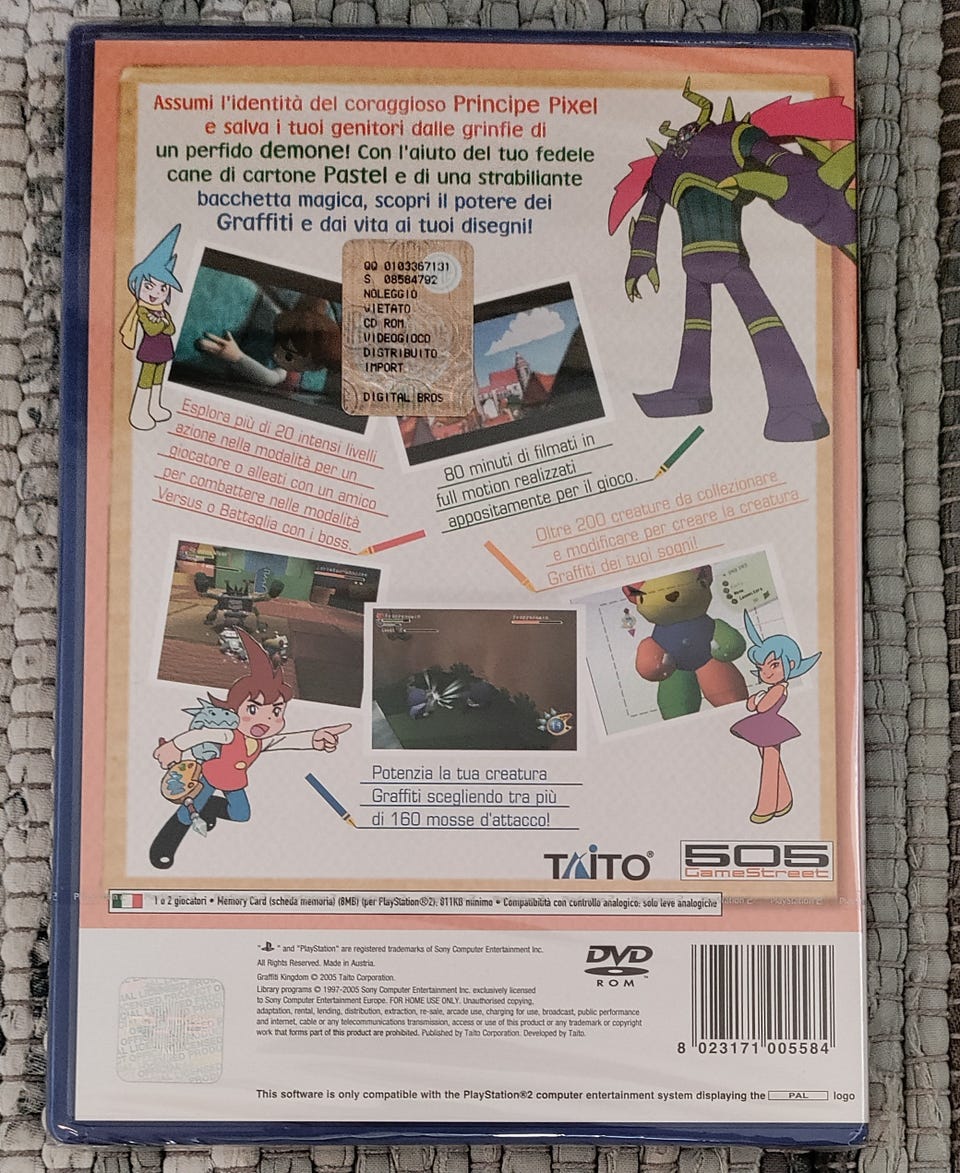 Assumi l'identità del coraggioso Principe Pixel
e salva i tuoi genitori dalle grinfie di
un perfido demone! Con l'aiuto del tuo fedele
cane di cartone Pastel e di una strabiliante
bacchetta magica, scopri il potere dei
Graffiti e dai vita ai tuoi disegni!
QQ 0103367131
S 08584792
NOLEGGIO
VIETATO
CD ROM
VIDEOGIOCO
DISTRIBUITO
IMPORT
DIGITAL BROS
Esplora più di 20 intensi livelli
azione nella modalità per un
giocatore o alleati con un amico
per combattere nelle modalità
Versus o Battaglia con i boss.
80 minuti di filmati in
full motion realizzati
appositamente per il gioco.
Oltre 200 creature da collezionare
e modificare per creare la creatura
Graffiti dei tuoi sogni!
Potenzia la tua creatura
Graffiti scegliendo tra più
di 160 mosse d'attacco!
TAITO®
505
GameStreet
1 o 2 giocatori • Memory Card (scheda memoria) (8MB) (per PlayStation®2): 811KB minimo • Compatibilità con controllo analogico: solo leve analogiche
"PS" and "PlayStation" are registered trademarks of Sony Computer Entertainment Inc.
All Rights Reserved. Made in Austria.
Graffiti Kingdom © 2005 Taito Corporation.
Library programs © 1997-2005 Sony Computer Entertainment Inc. exclusively licensed
to Sony Computer Entertainment Europe. FOR HOME USE ONLY. Unauthorised copying,
adaptation, rental, lending, distribution, extraction, re-sale, arcade use, charging for use, broadcast, public performance
and internet, cable or any telecommunications transmission, access or use of this product or any trademark or copyright
work that forms part of this product are prohibited. Published by Taito Corporation. Developed by Taito.
DVD™
ROM
8 023171 005584
This software is only compatible with the PlayStation®2 computer entertainment system displaying the PAL logo